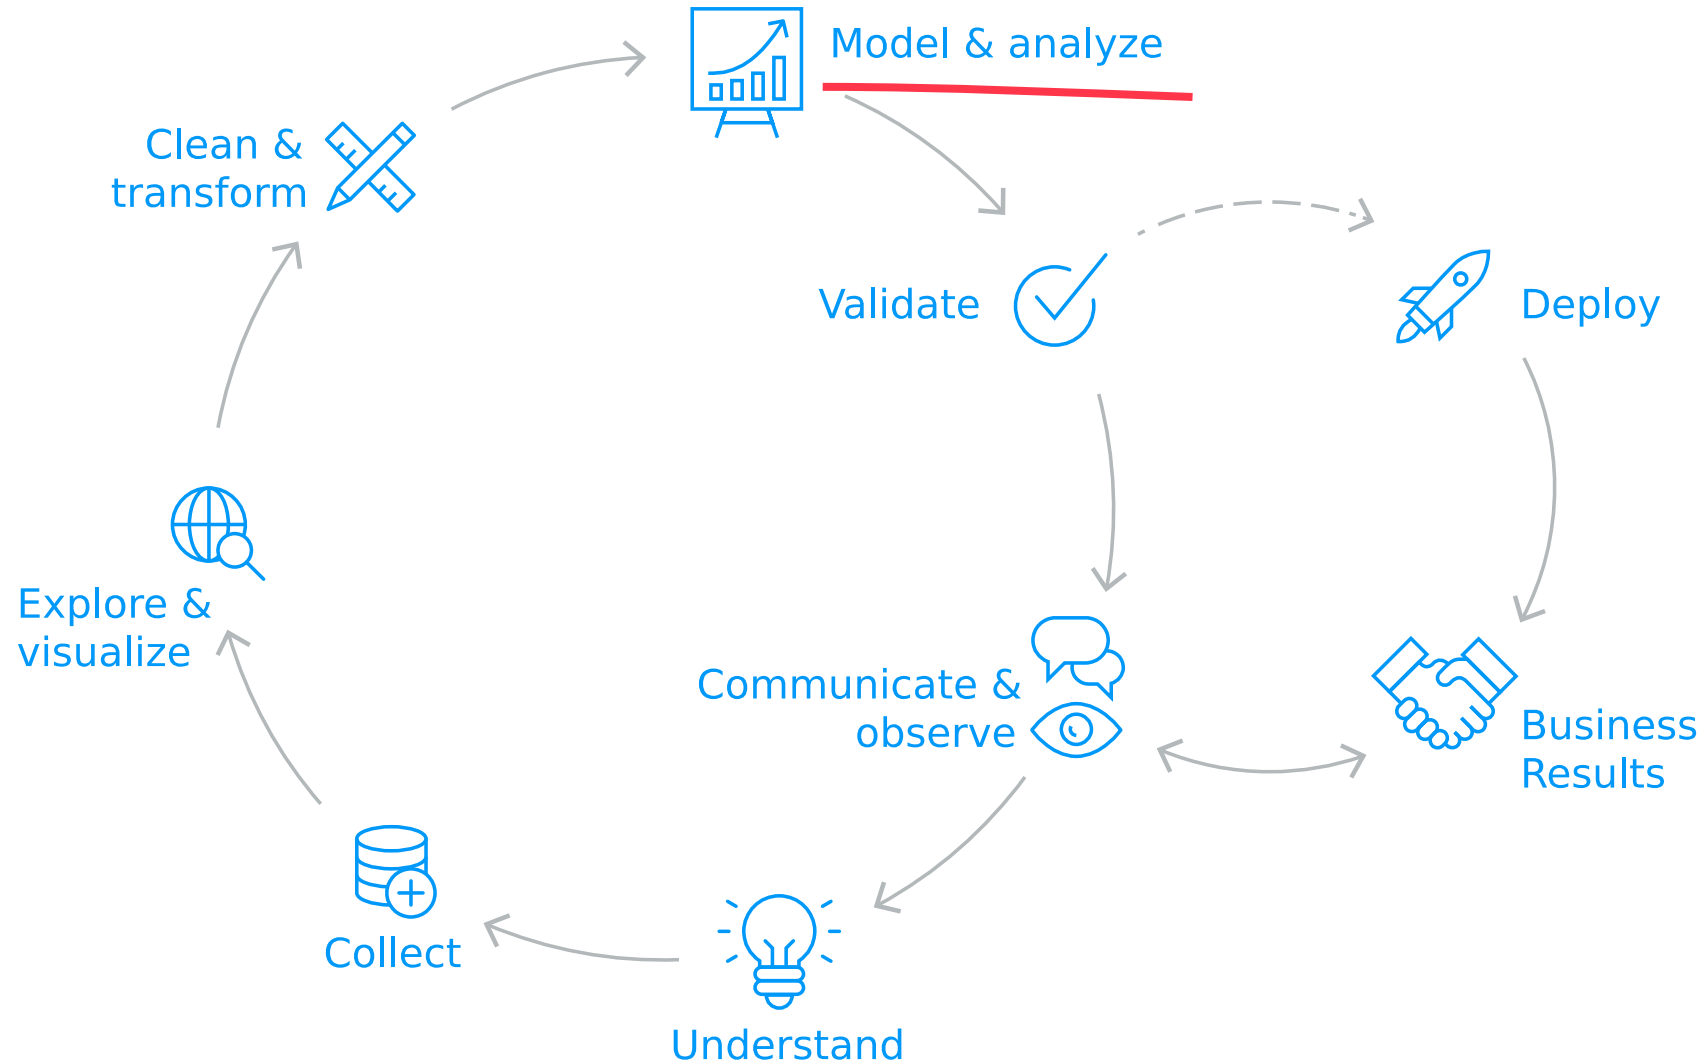 Model & analyze
Clean &
transform
Validate
Deploy
Explore &
visualize
Communicate &
observe
Business
Results
Collect
Understand